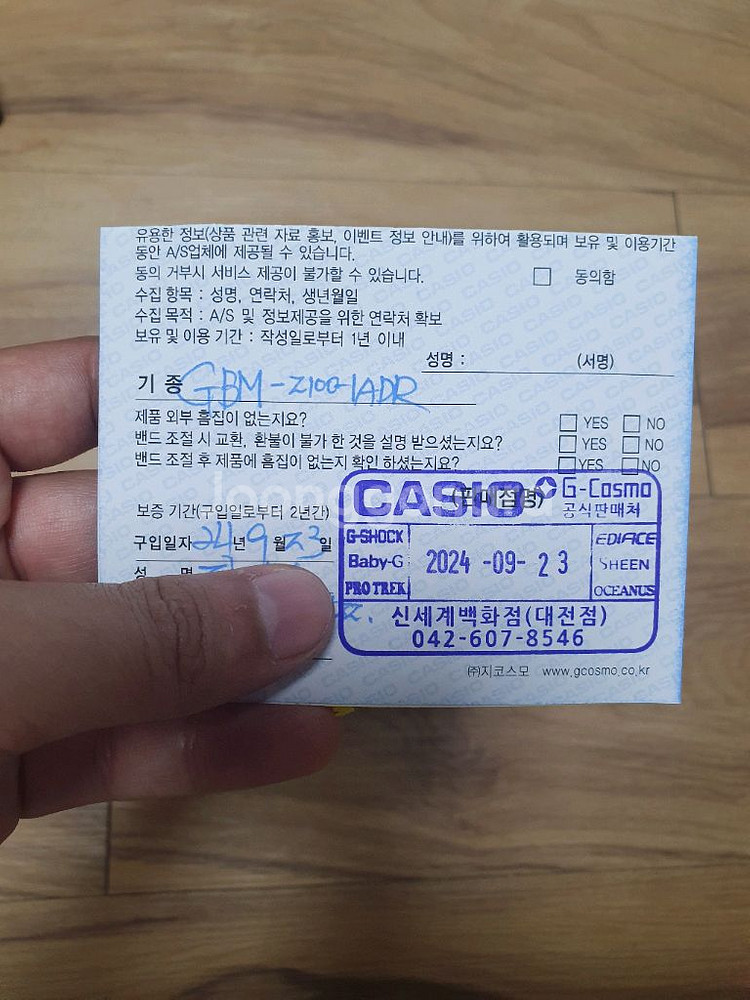 유용한 정보(상품 관련 자료 홍보, 이벤트 정보 안내)를 위하여 활용되며 보유 및 이용기간
동안 A/S업체에 제공될 수 있습니다.
동의 거부시 서비스 제공이 불가할 수 있습니다. 동의함
수집 항목 : 성명, 연락처, 생년월일
수집 목적 : A/S 및 정보제공을 위한 연락처 확보
보유 및 이용 기간 : 작성일로부터 1년 이내
성명 : (서명)
기 종 GBM-2100-1ADR
제품 외부 흠집이 없는지요? YES NO
밴드 조절 시 교환, 환불이 불가 한 것을 설명 받으셨는지요? YES NO
밴드 조절 후 제품에 흠집이 없는지 확인 하셨는지요? YES NO
보증 기간(구입일로부터 2년간)
(판매점명)
CASIO G-Cosmo
공식판매처
구입일자 24년 9월 23일
G-SHOCK EDIFICE
Baby-G 2024 -09- 23 SHEEN
PRO TREK OCEANUS
성 명
신세계백화점(대전점)
042-607-8546
㈜지코스모 www.gcosmo.co.kr